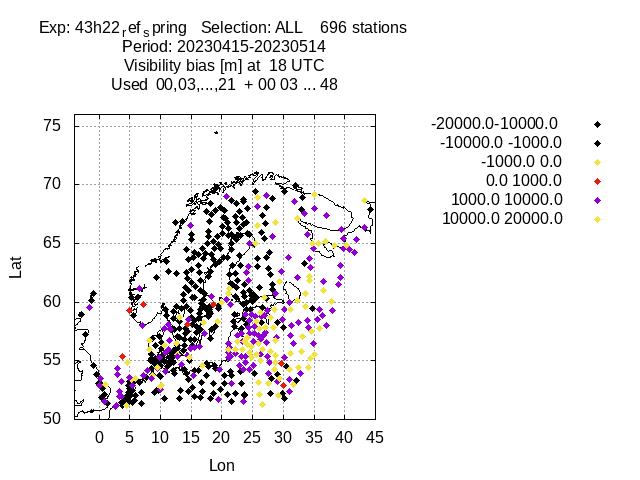 Exp: 43h22refspring   Selection: ALL    696 stations
Period: 20230415-20230514
Visibility bias [m] at  18 UTC
Used  00,03,...,21  + 00 03 ... 48
-20000.0-10000.0
-10000.0 -1000.0
-1000.0 0.0
0.0 1000.0
1000.0 10000.0
10000.0 20000.0
75
70
65
60
55
50
Lat
0 5 10 15 20 25 30 35 40 45
Lon